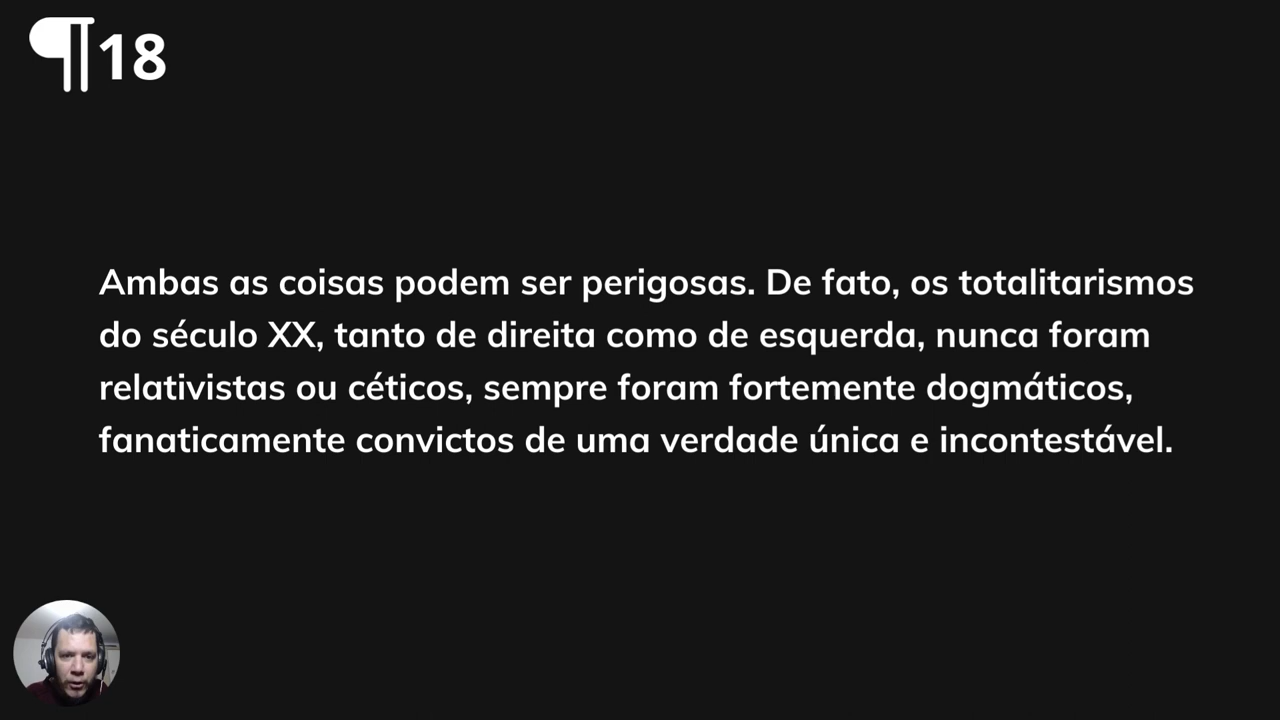 ¶18
Ambas as coisas podem ser perigosas. De fato, os totalitarismos
do século XX, tanto de direita como de esquerda, nunca foram
relativistas ou céticos, sempre foram fortemente dogmáticos,
fanaticamente convictos de uma verdade única e incontestável.